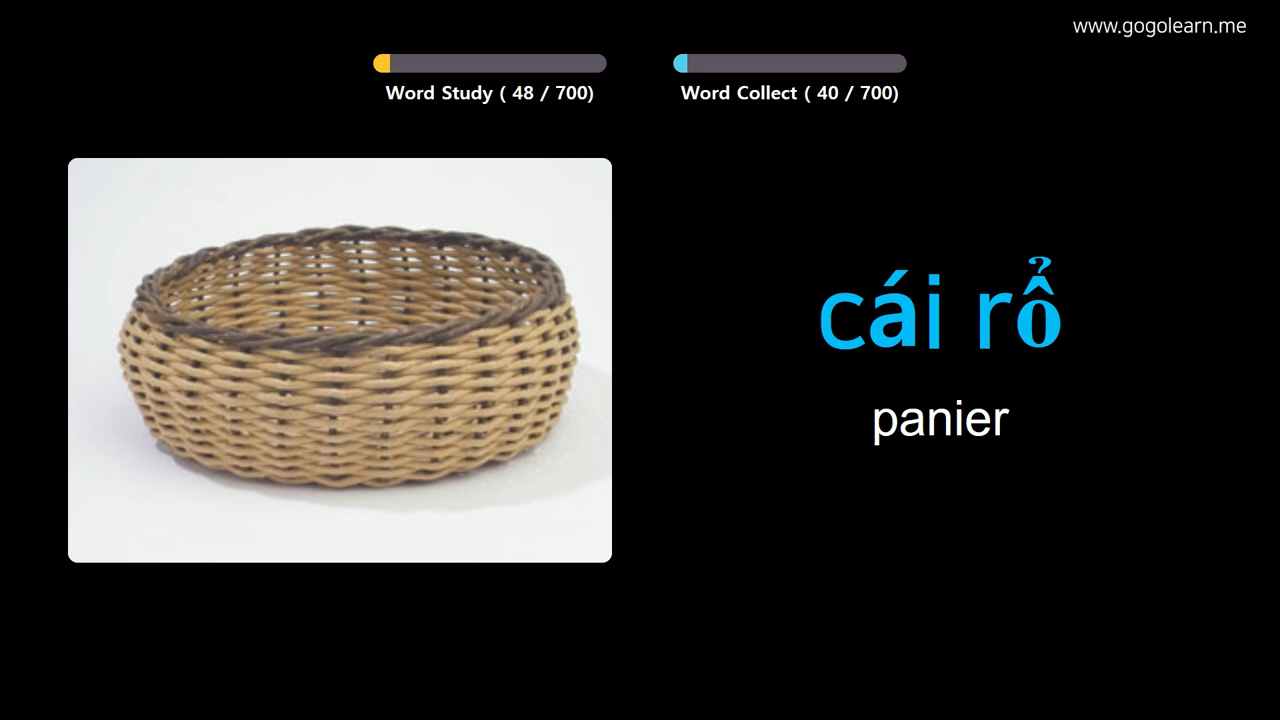 www.gogolearn.me
Word Study ( 48 / 700)
Word Collect ( 40 / 700)
cái rổ
panier